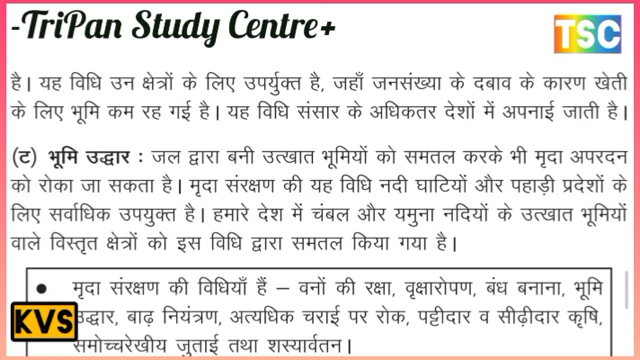 -TriPan Study Centre+
TSC
है। यह विधि उन क्षेत्रों के लिए उपर्युक्त है, जहाँ जनसंख्या के दबाव के कारण खेती
के लिए भूमि कम रह गई है। यह विधि संसार के अधिकतर देशों में अपनाई जाती है।
(ट) भूमि उद्धार : जल द्वारा बनी उत्खात भूमियों को समतल करके भी मृदा अपरदन
को रोका जा सकता है। मृदा संरक्षण की यह विधि नदी घाटियों और पहाड़ी प्रदेशों के
लिए सर्वाधिक उपयुक्त है। हमारे देश में चंबल और यमुना नदियों के उत्खात भूमियों
वाले विस्तृत क्षेत्रों को इस विधि द्वारा समतल किया गया है।
● मृदा संरक्षण की विधियाँ हैं – वनों की रक्षा, वृक्षारोपण, बंध बनाना, भूमि
उद्धार, बाढ़ नियंत्रण, अत्यधिक चराई पर रोक, पट्टीदार व सीढ़ीदार कृषि,
समोच्चरेखीय जुताई तथा शस्यावर्तन।
KVS